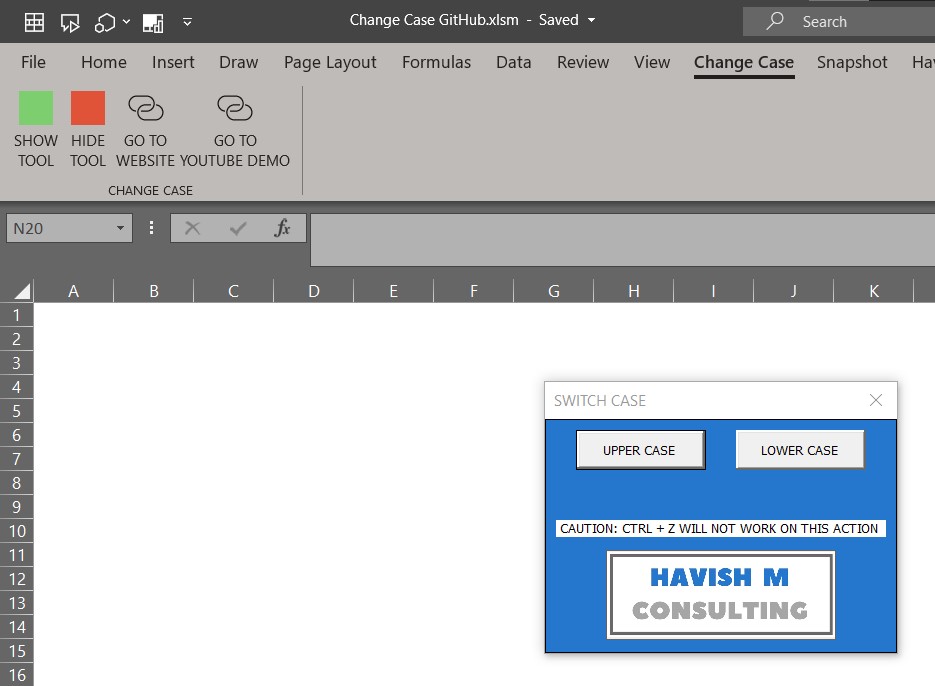 Change Case GitHub.xlsm - Saved
Search
File Home Insert Draw Page Layout Formulas Data Review View Change Case Snapshot Ha
SHOW TOOL
HIDE TOOL
GO TO WEBSITE
GO TO YOUTUBE DEMO
CHANGE CASE
N20
fx
A B C D E F G H I J K
1
2
3
4
5
6
7
8
9
10
11
12
13
14
15
16
SWITCH CASE
UPPER CASE LOWER CASE
CAUTION: CTRL + Z WILL NOT WORK ON THIS ACTION
HAVISH M
CONSULTING